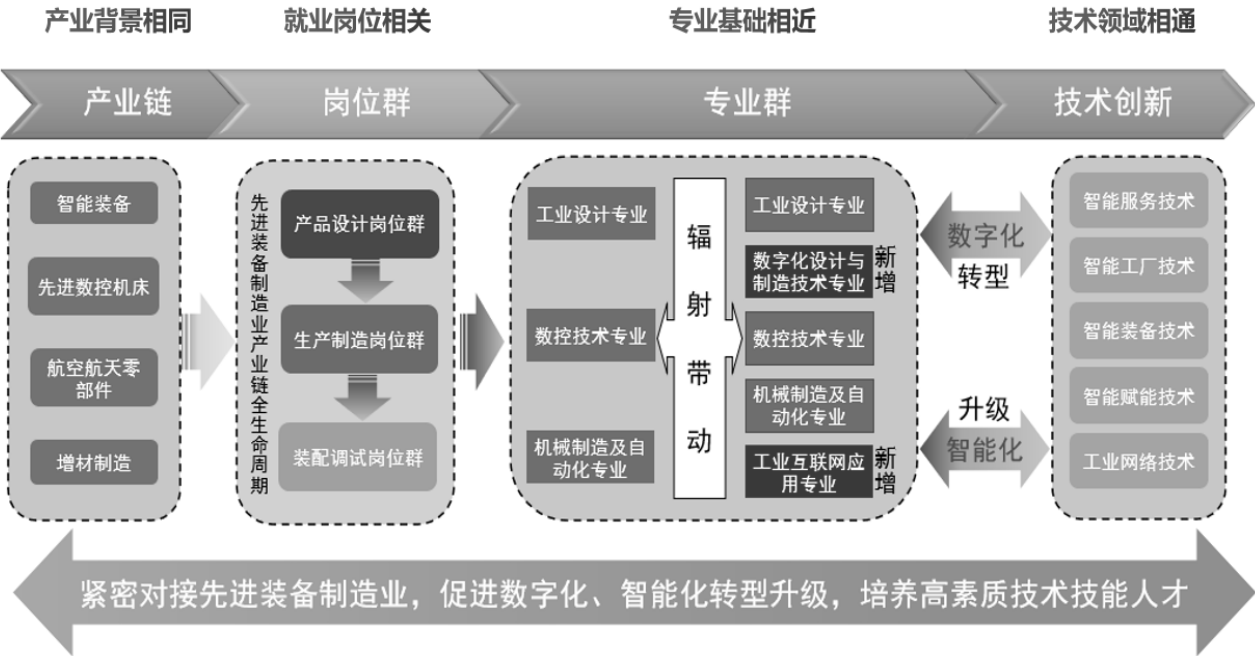 产业背景相同
就业岗位相关
专业基础相近
技术领域相通
产业链
岗位群
专业群
技术创新
智能装备
先进数控机床
航空航天零
部件
增材制造
先进装备制造业产业链全生命周期
产品设计岗位群
生产制造岗位群
装配调试岗位群
工业设计专业
数控技术专业
机械制造及自
动化专业
辐射带动
工业设计专业
数字化设计与
制造技术专业
新增
数控技术专业
机械制造及自
动化专业
工业互联网应
用专业
新增
数字化
转型
升级
智能化
智能服务技术
智能工厂技术
智能装备技术
智能赋能技术
工业网络技术
紧密对接先进装备制造业，促进数字化、智能化转型升级，培养高素质技术技能人才